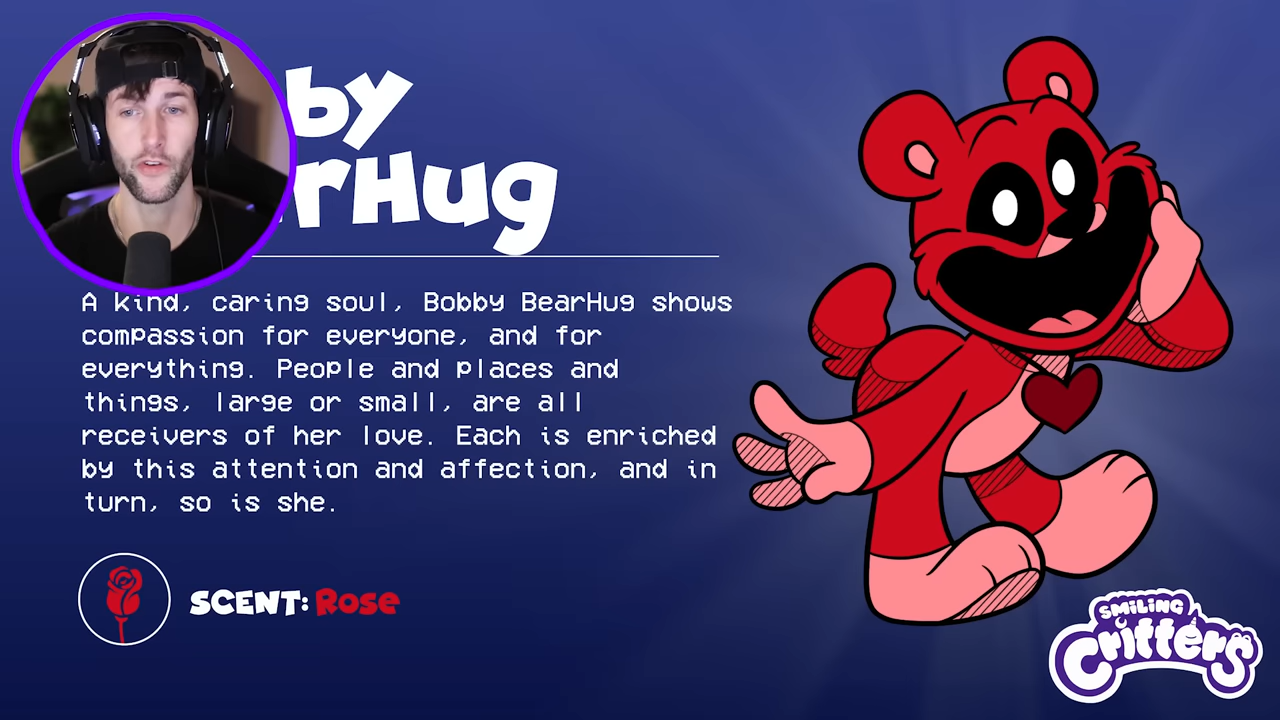 by
rHug
A kind, caring soul, Bobby BearHug shows
compassion for everyone, and for
everything. People and places and
things, large or small, are all
receivers of her love. Each is enriched
by this attention and affection, and in
turn, so is she.
SCENT: Rose
SMiLiNG
Critters